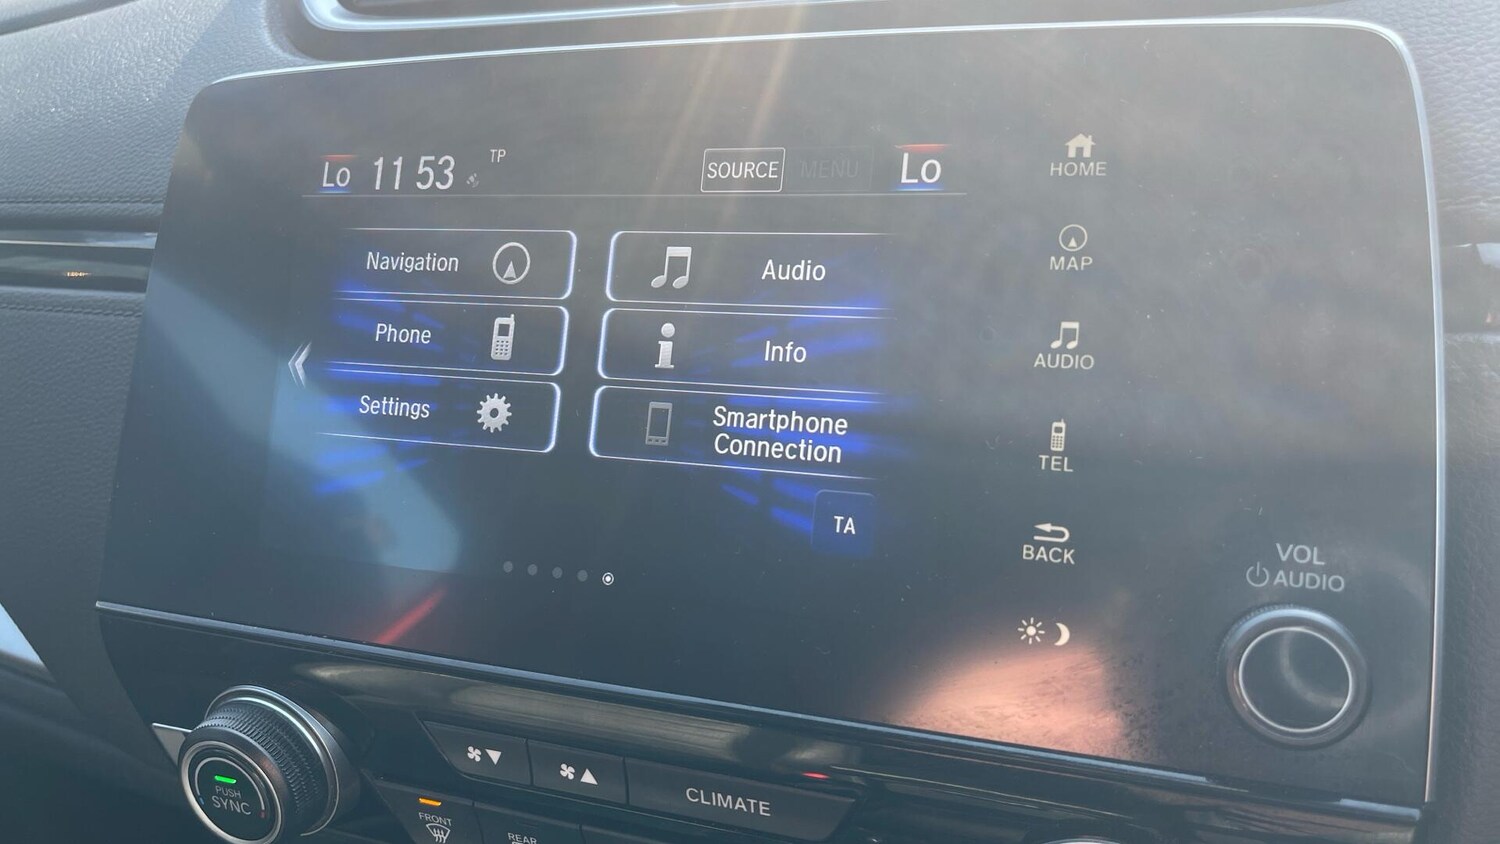 Lo 11 53 TP SOURCE MENU Lo
Navigation
Phone
Settings
Audio
Info
Smartphone
Connection
TA
HOME
MAP
AUDIO
TEL
BACK
VOL
AUDIO
PUSH
SYNC
FRONT
REAR
CLIMATE